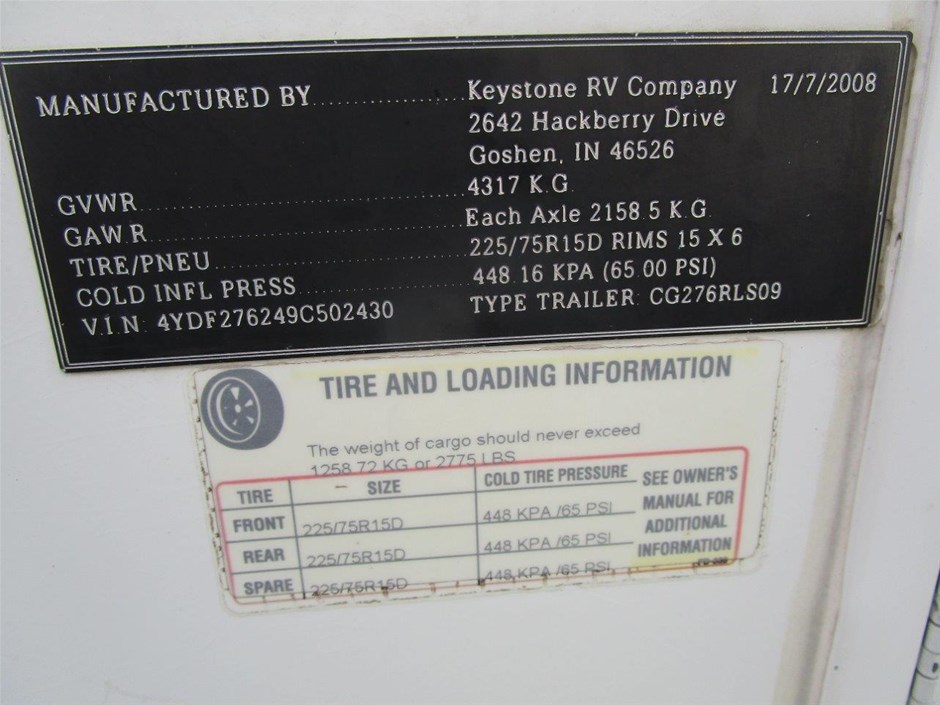 MANUFACTURED BY.................... Keystone RV Company 17/7/2008
2642 Hackberry Drive
Goshen, IN 46526
GVWR.................... 4317 K.G.
GAW.R.................... Each Axle 2158.5 K.G.
TIRE/PNEU.................... 225/75R15D RIMS 15 X 6
COLD INFL PRESS.................... 448.16 KPA (65.00 PSI)
V.I.N: 4YDF276249C502430 TYPE TRAILER: CG276RLS09
TIRE AND LOADING INFORMATION
The weight of cargo should never exceed
1258.72 KG or 2775 LBS
TIRE SIZE COLD TIRE PRESSURE
FRONT 225/75R15D 448 KPA /65 PSI
REAR 225/75R15D 448 KPA /65 PSI
SPARE 225/75R15D 448 KPA /65 PSI
SEE OWNER'S
MANUAL FOR
ADDITIONAL
INFORMATION